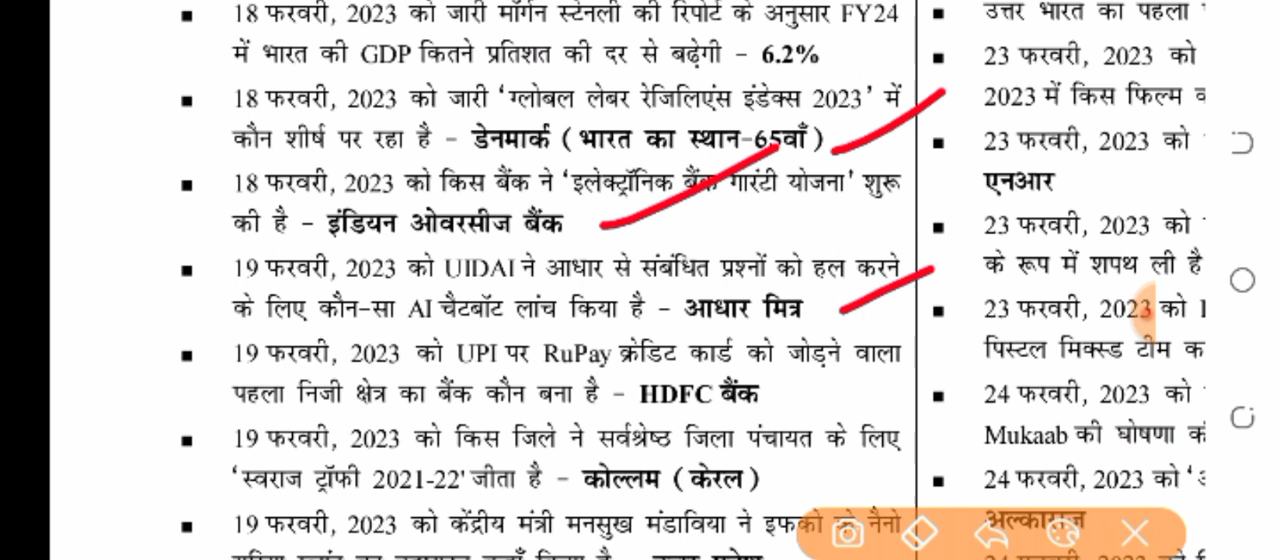 18 फरवरी, 2023 को जारी मॉर्गन स्टेनली की रिपोर्ट के अनुसार FY24
में भारत की GDP कितने प्रतिशत की दर से बढ़ेगी - 6.2%
18 फरवरी, 2023 को जारी 'ग्लोबल लेबर रेजिलिएंस इंडेक्स 2023' में
कौन शीर्ष पर रहा है - डेनमार्क (भारत का स्थान-65वाँ)
18 फरवरी, 2023 को किस बैंक ने 'इलेक्ट्रॉनिक बैंक गारंटी योजना' शुरू
की है - इंडियन ओवरसीज बैंक
19 फरवरी, 2023 को UIDAI ने आधार से संबंधित प्रश्नों को हल करने
के लिए कौन-सा AI चैटबॉट लांच किया है - आधार मित्र
19 फरवरी, 2023 को UPI पर RuPay क्रेडिट कार्ड को जोड़ने वाला
पहला निजी क्षेत्र का बैंक कौन बना है - HDFC बैंक
19 फरवरी, 2023 को किस जिले ने सर्वश्रेष्ठ जिला पंचायत के लिए
'स्वराज ट्रॉफी 2021-22' जीता है - कोल्लम (केरल)
19 फरवरी, 2023 को केंद्रीय मंत्री मनसुख मंडाविया ने इफको के नैनो
उत्तर भारत का पहला
23 फरवरी, 2023 को
2023 में किस फिल्म
23 फरवरी, 2023 को
एनआर
23 फरवरी, 2023 को
के रूप में शपथ ली है
23 फरवरी, 2023 को
पिस्टल मिक्स्ड टीम
24 फरवरी, 2023 को
Mukaab की घोषणा
24 फरवरी, 2023 को
अल्काराज